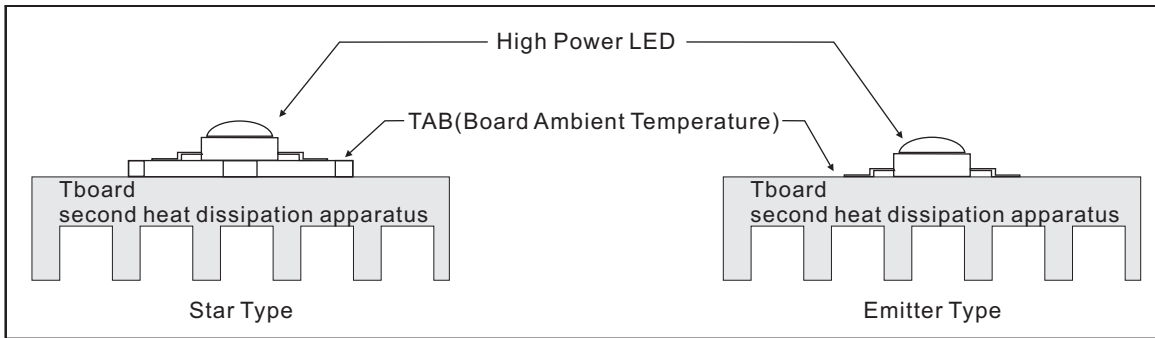 High Power LED
TAB(Board Ambient Temperature)
Tboard
second heat dissipation apparatus
Tboard
second heat dissipation apparatus
Star Type
Emitter Type